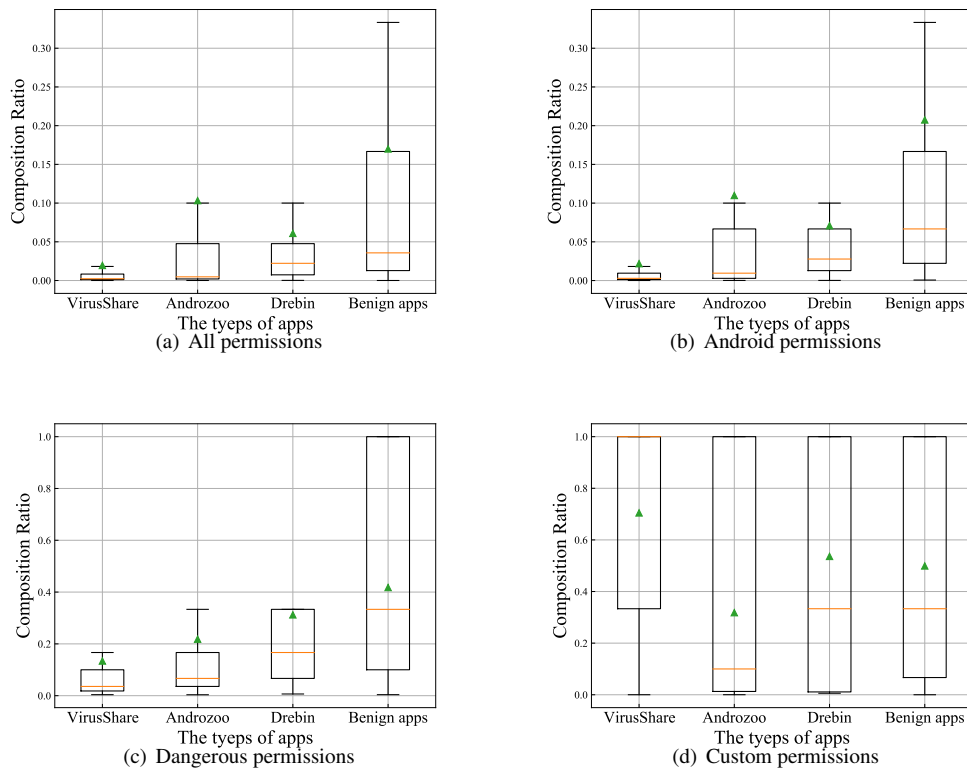 Composition Ratio
0.30
0.25
0.20
0.15
0.10
0.05
0.00
VirusShare Androzoo Drebin Benign apps
The tyeps of apps
(a) All permissions
Composition Ratio
0.30
0.25
0.20
0.15
0.10
0.05
0.00
VirusShare Androzoo Drebin Benign apps
The tyeps of apps
(b) Android permissions
Composition Ratio
1.0
0.8
0.6
0.4
0.2
0.0
VirusShare Androzoo Drebin Benign apps
The tyeps of apps
(c) Dangerous permissions
Composition Ratio
1.0
0.8
0.6
0.4
0.2
0.0
VirusShare Androzoo Drebin Benign apps
The tyeps of apps
(d) Custom permissions